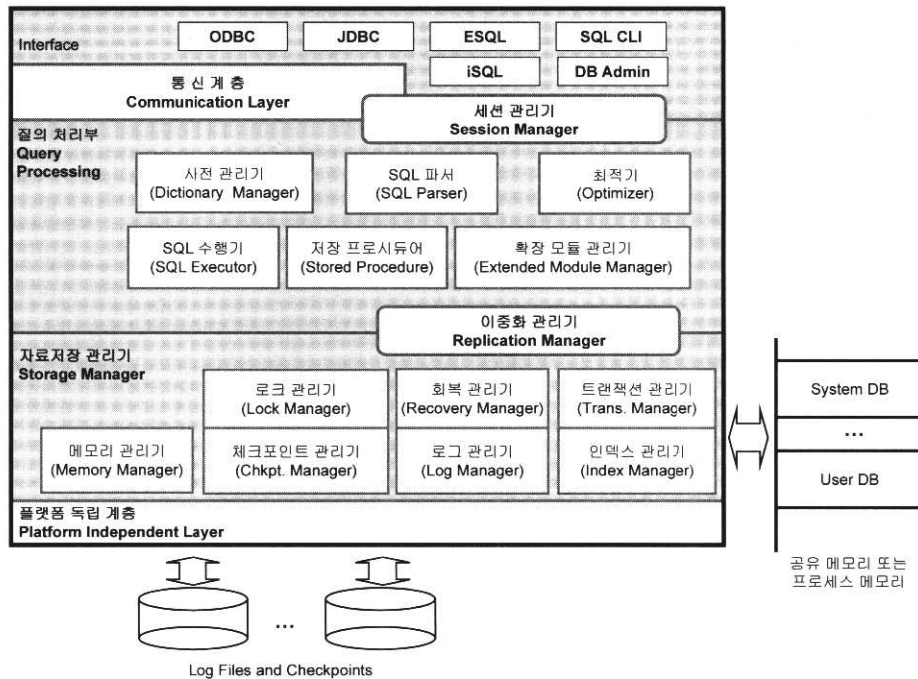 Interface
ODBC
JDBC
ESQL
SQL CLI
iSQL
DB Admin
통신 계층
Communication Layer
세션 관리기
Session Manager
질의 처리부
Query
Processing
사전 관리기
(Dictionary Manager)
SQL 파서
(SQL Parser)
최적기
(Optimizer)
SQL 수행기
(SQL Executor)
저장 프로시듀어
(Stored Procedure)
확장 모듈 관리기
(Extended Module Manager)
이중화 관리기
Replication Manager
자료저장 관리기
Storage Manager
로크 관리기
(Lock Manager)
회복 관리기
(Recovery Manager)
트랜잭션 관리기
(Trans. Manager)
메모리 관리기
(Memory Manager)
체크포인트 관리기
(Chkpt. Manager)
로그 관리기
(Log Manager)
인덱스 관리기
(Index Manager)
플랫폼 독립 계층
Platform Independent Layer
System DB
...
User DB
공유 메모리 또는
프로세스 메모리
...
Log Files and Checkpoints